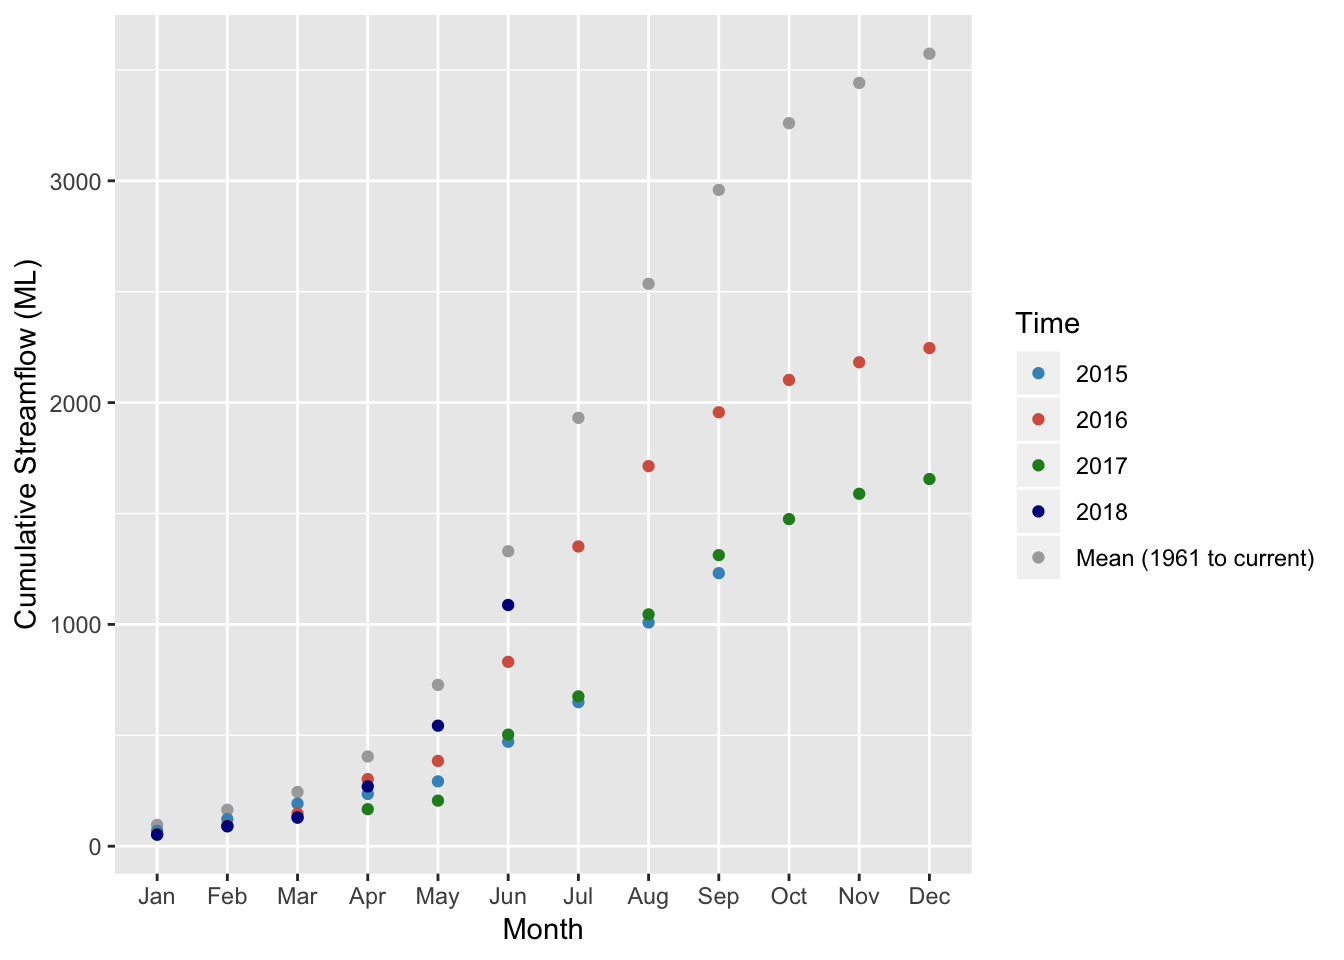 Cumulative Streamflow (ML)
3000
2000
1000
0
Jan Feb Mar Apr May Jun Jul Aug Sep Oct Nov Dec
Month
Time
2015
2016
2017
2018
Mean (1961 to current)